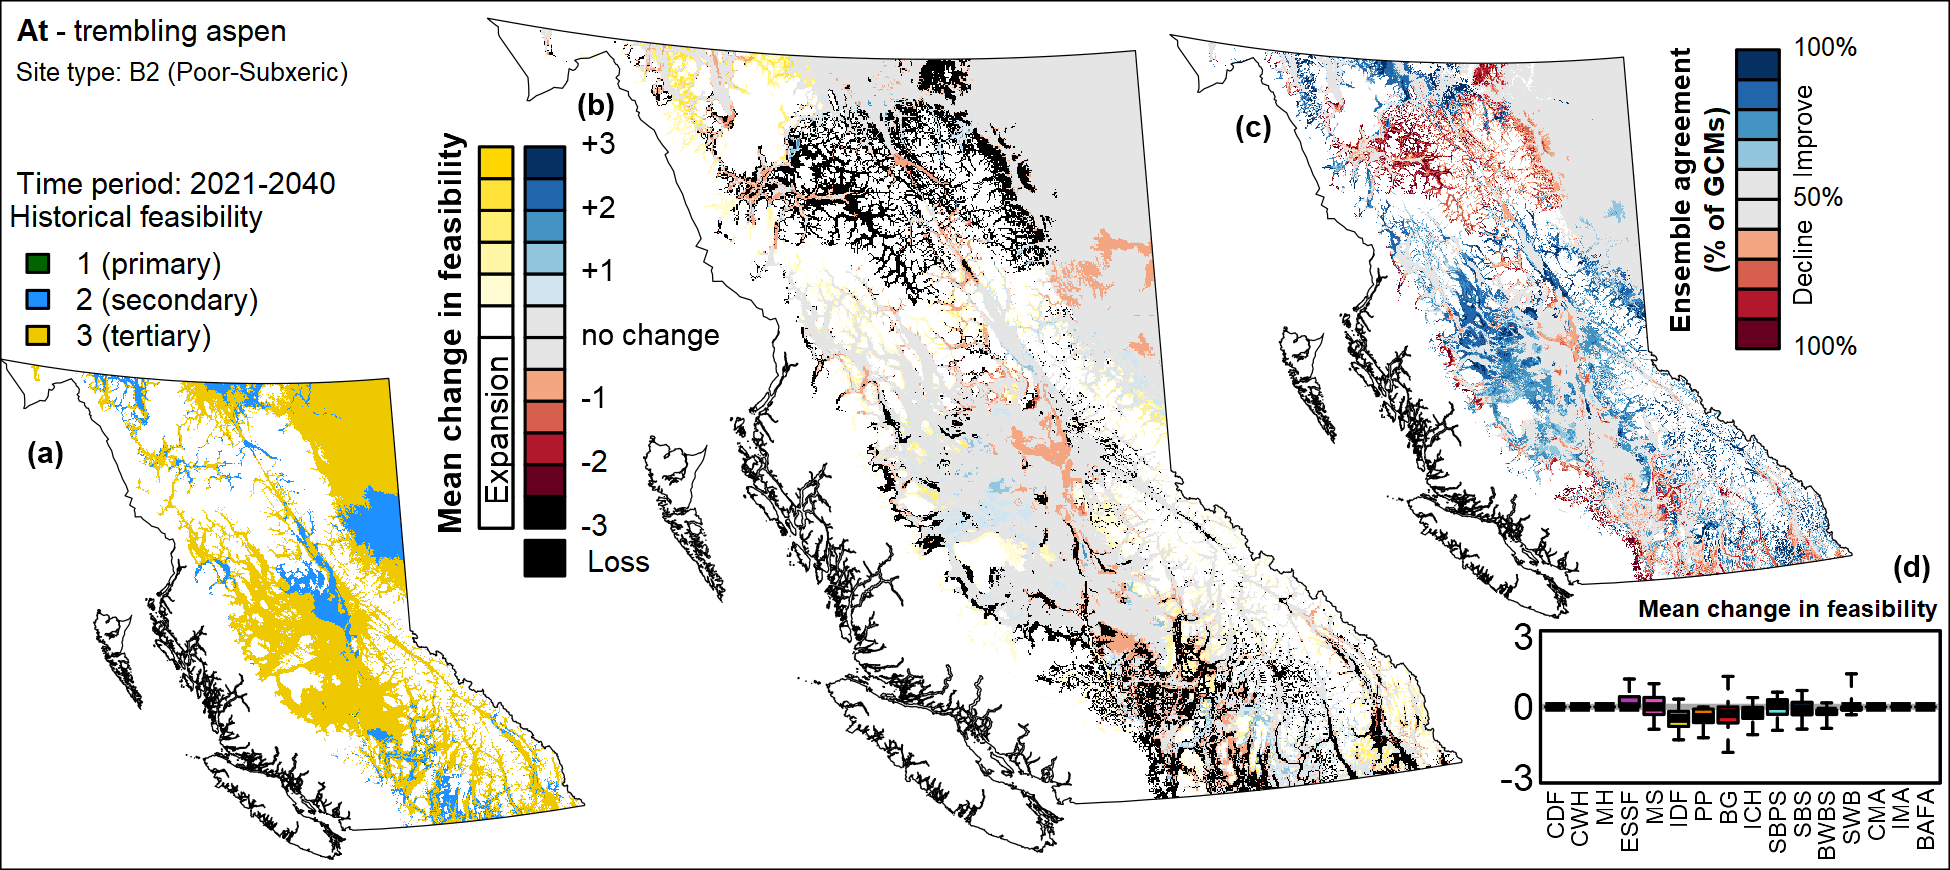 At - trembling aspen
Site type: B2 (Poor-Subxeric)
Time period: 2021-2040
Historical feasibility
1 (primary)
2 (secondary)
3 (tertiary)
(a)
(b)
Mean change in feasibility
Expansion
+3
+2
+1
no change
-1
-2
-3
Loss
(c)
Ensemble agreement
(% of GCMs)
100%
Improve
50%
Decline
100%
(d)
Mean change in feasibility
3
0
-3
CDF
CWH
MH
ESSF
MS
IDF
PP
BG
ICH
SBPS
SBS
BWBS
SWB
CMA
IMA
BAFA